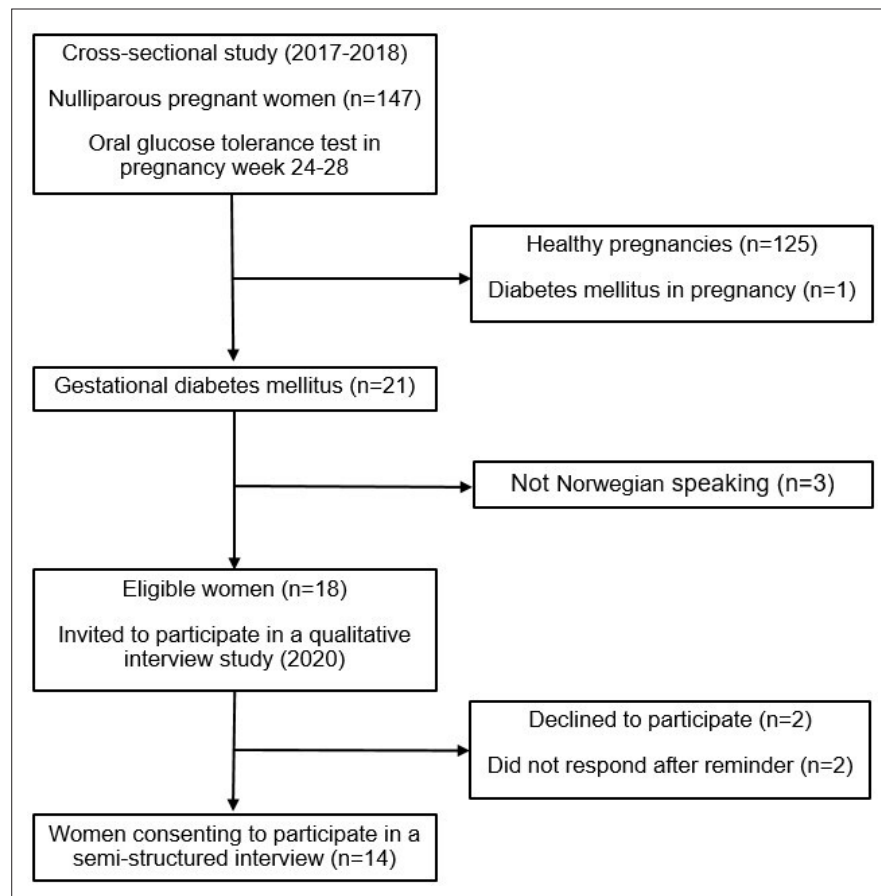 Cross-sectional study (2017-2018)
Nulliparous pregnant women (n=147)
Oral glucose tolerance test in
pregnancy week 24-28
Healthy pregnancies (n=125)
Diabetes mellitus in pregnancy (n=1)
Gestational diabetes mellitus (n=21)
Not Norwegian speaking (n=3)
Eligible women (n=18)
Invited to participate in a qualitative
interview study (2020)
Declined to participate (n=2)
Did not respond after reminder (n=2)
Women consenting to participate in a
semi-structured interview (n=14)